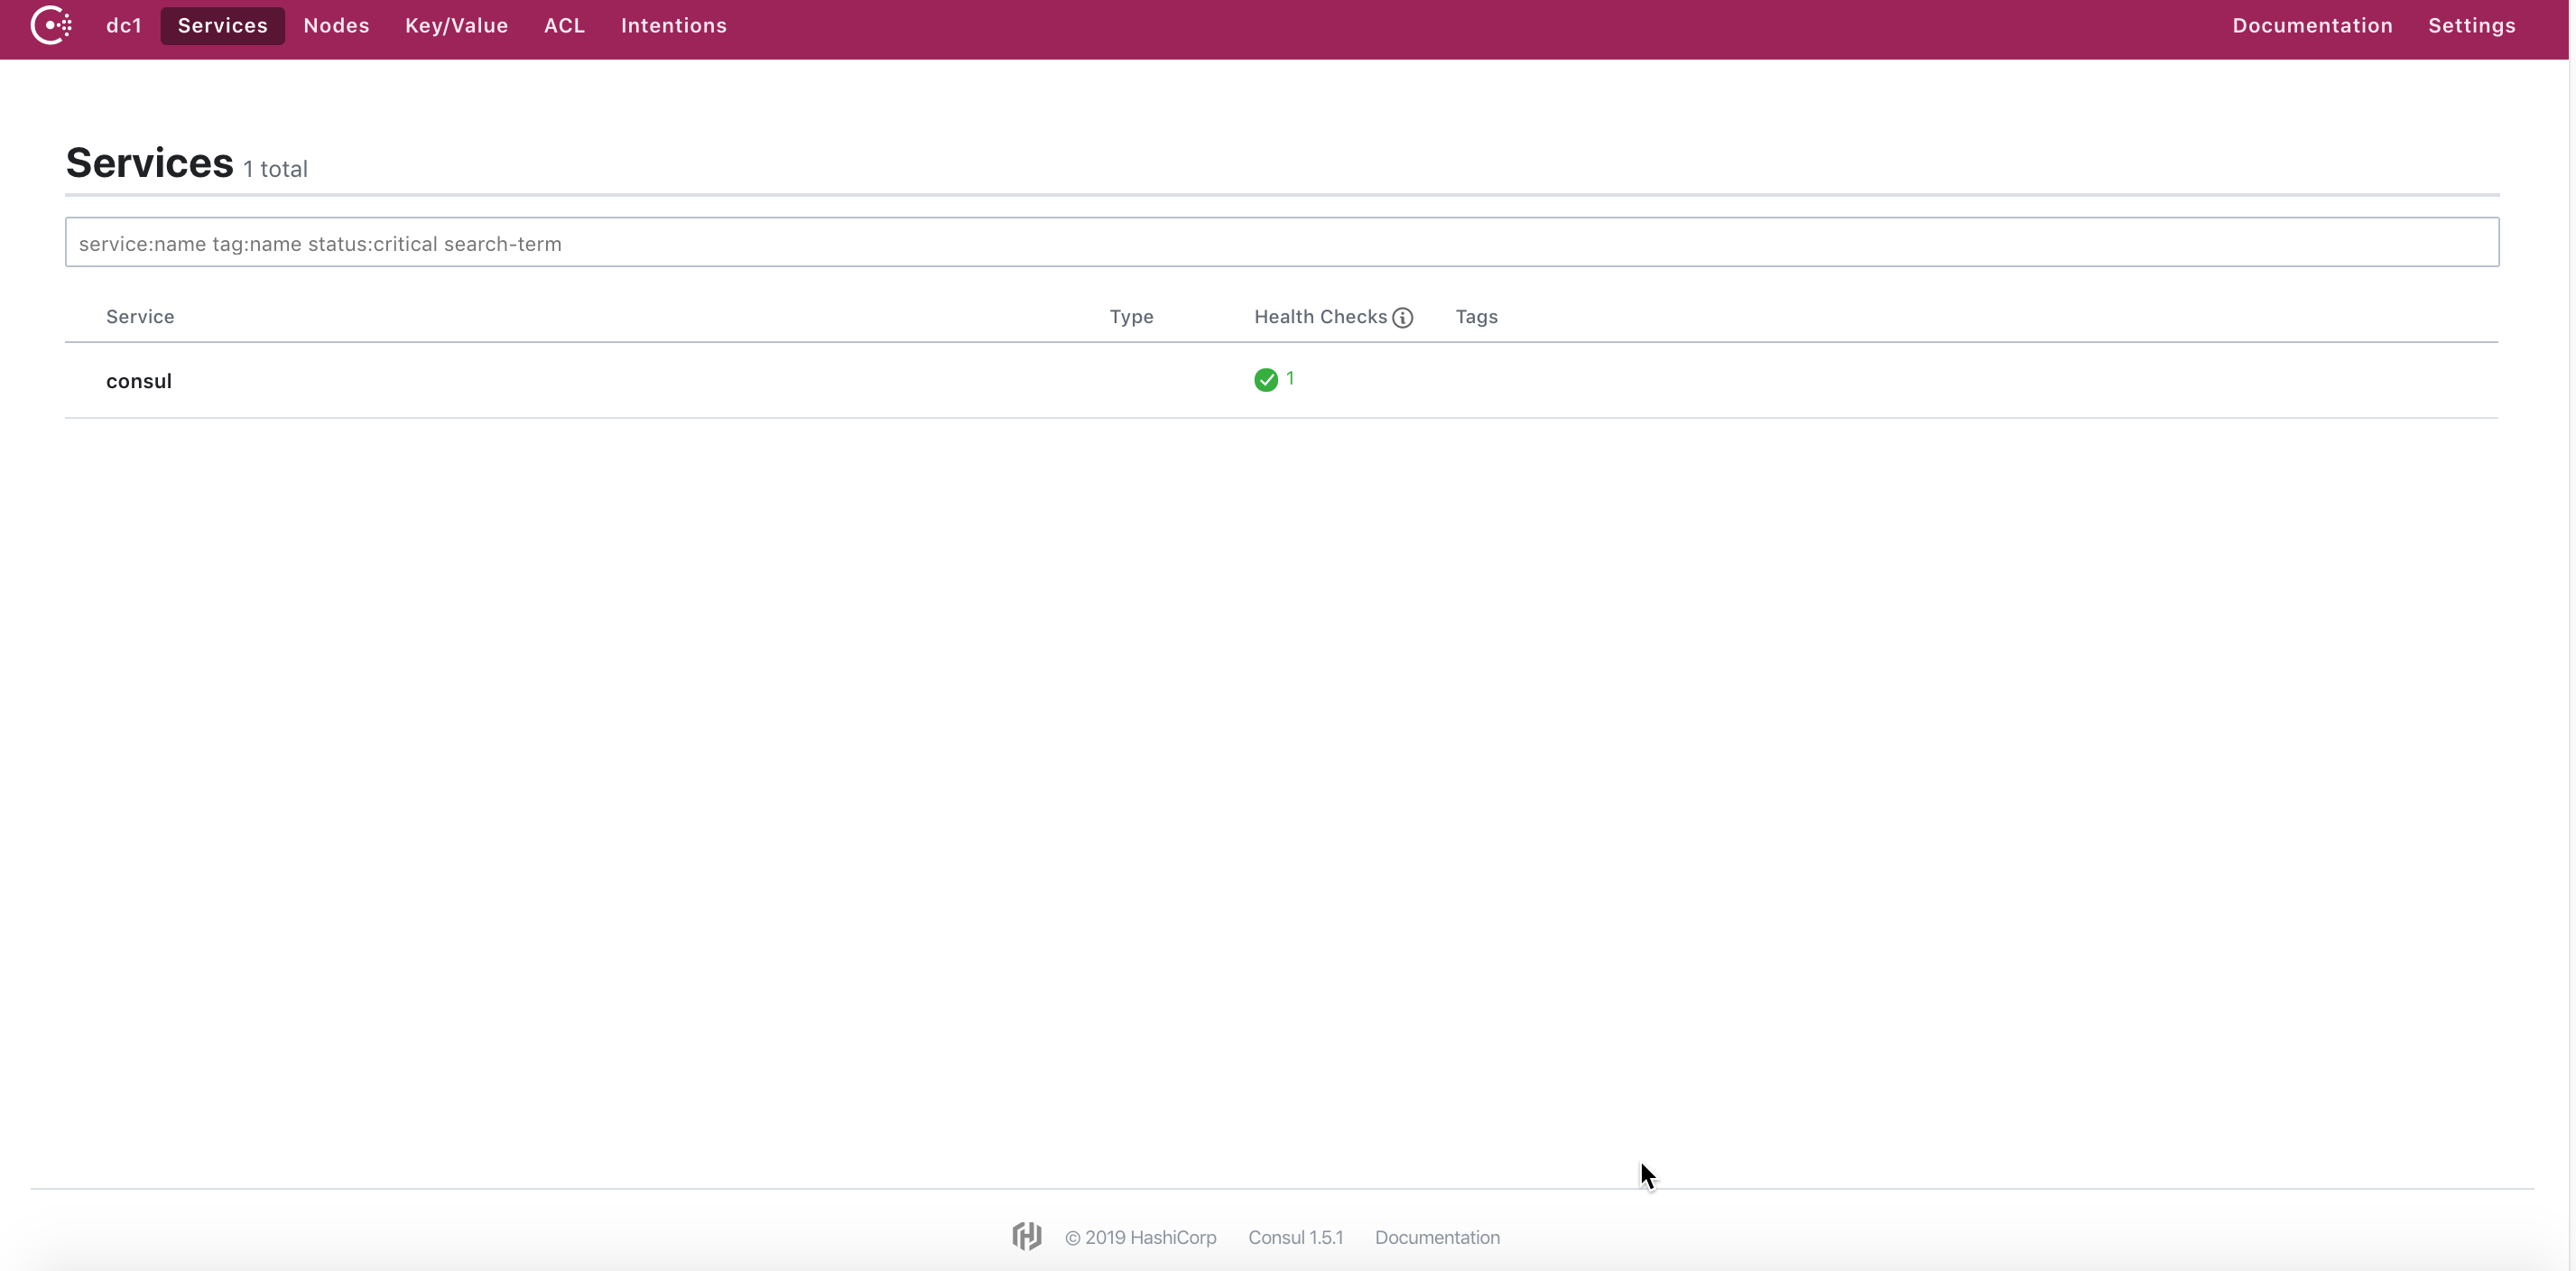 dc1 Services Nodes Key/Value ACL Intentions Documentation Settings
Services 1 total
service:name tag:name status:critical search-term
Service Type Health Checks Tags
consul 1
© 2019 HashiCorp Consul 1.5.1 Documentation